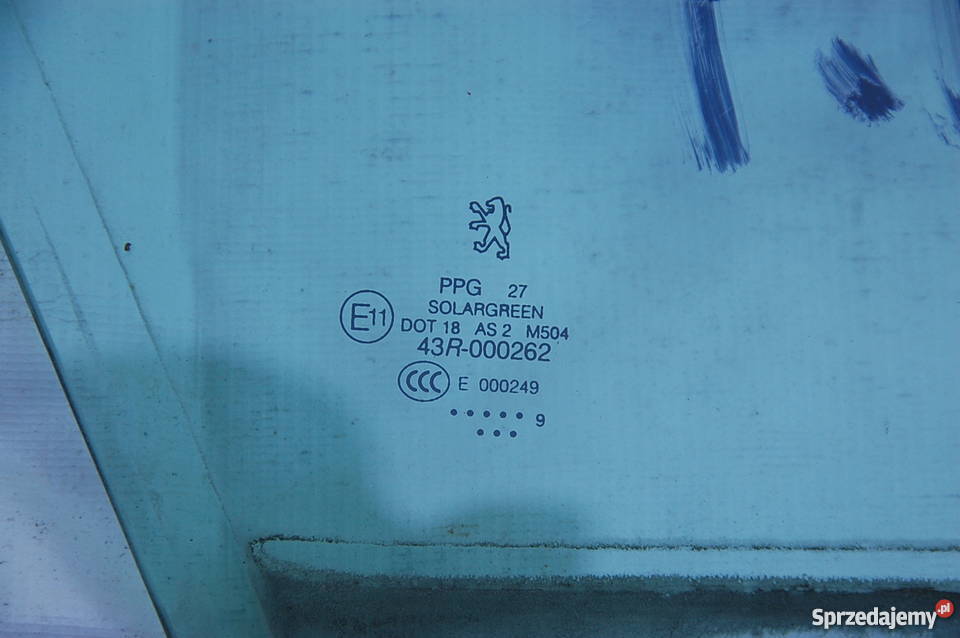 PPG 27
SOLARGREEN
E11
DOT 18 AS 2 M504
43R-000262
CCC E 000249
9
Sprzedajemy.pl